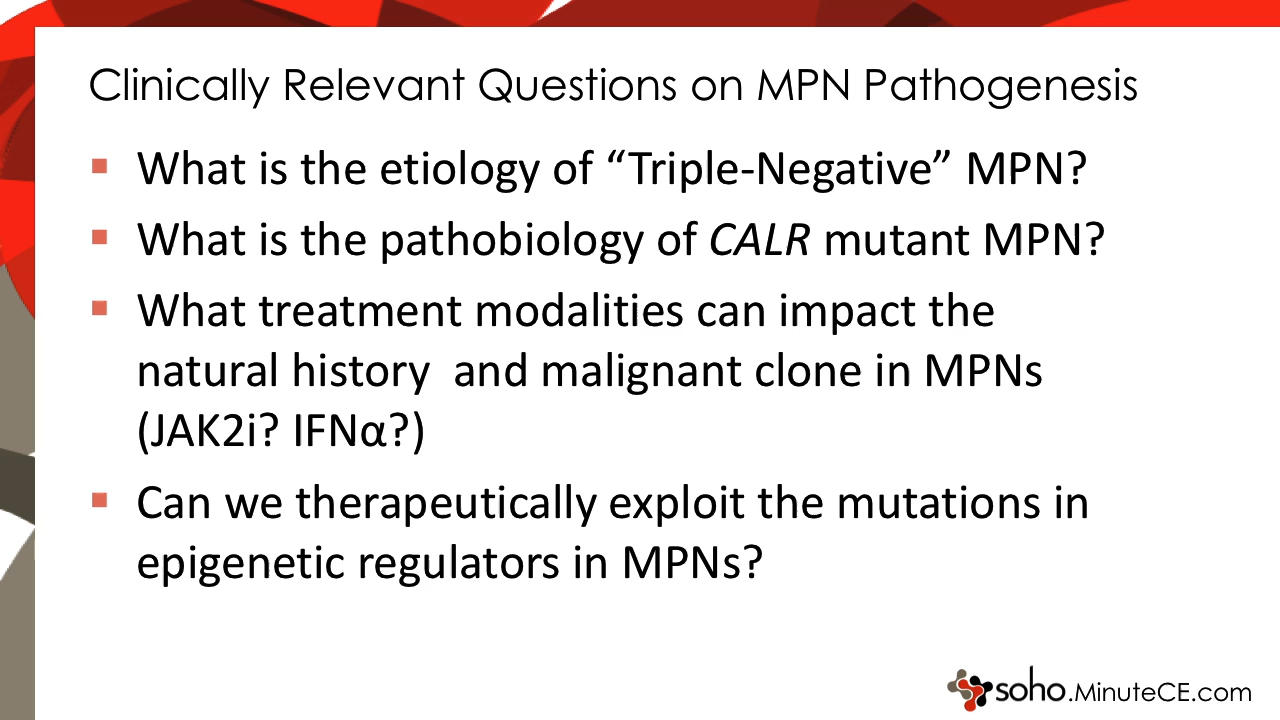 Clinically Relevant Questions on MPN Pathogenesis
What is the etiology of “Triple-Negative” MPN?
What is the pathobiology of CALR mutant MPN?
What treatment modalities can impact the
natural history  and malignant clone in MPNs
(JAK2i? IFNα?)
Can we therapeutically exploit the mutations in
epigenetic regulators in MPNs?
soho.MinuteCE.com